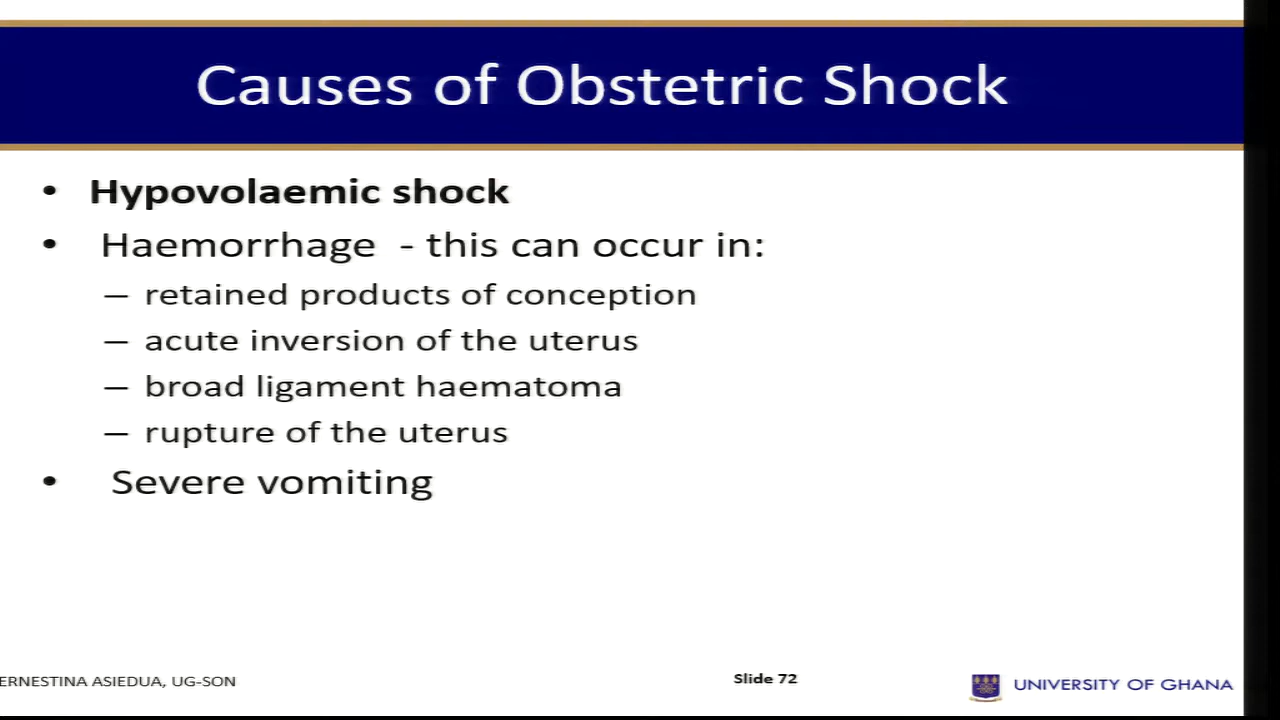 Causes of Obstetric Shock
• Hypovolaemic shock
• Haemorrhage - this can occur in:
– retained products of conception
– acute inversion of the uterus
– broad ligament haematoma
– rupture of the uterus
• Severe vomiting
ERNESTINA ASIEDUA, UG-SON
Slide 72
UNIVERSITY OF GHANA